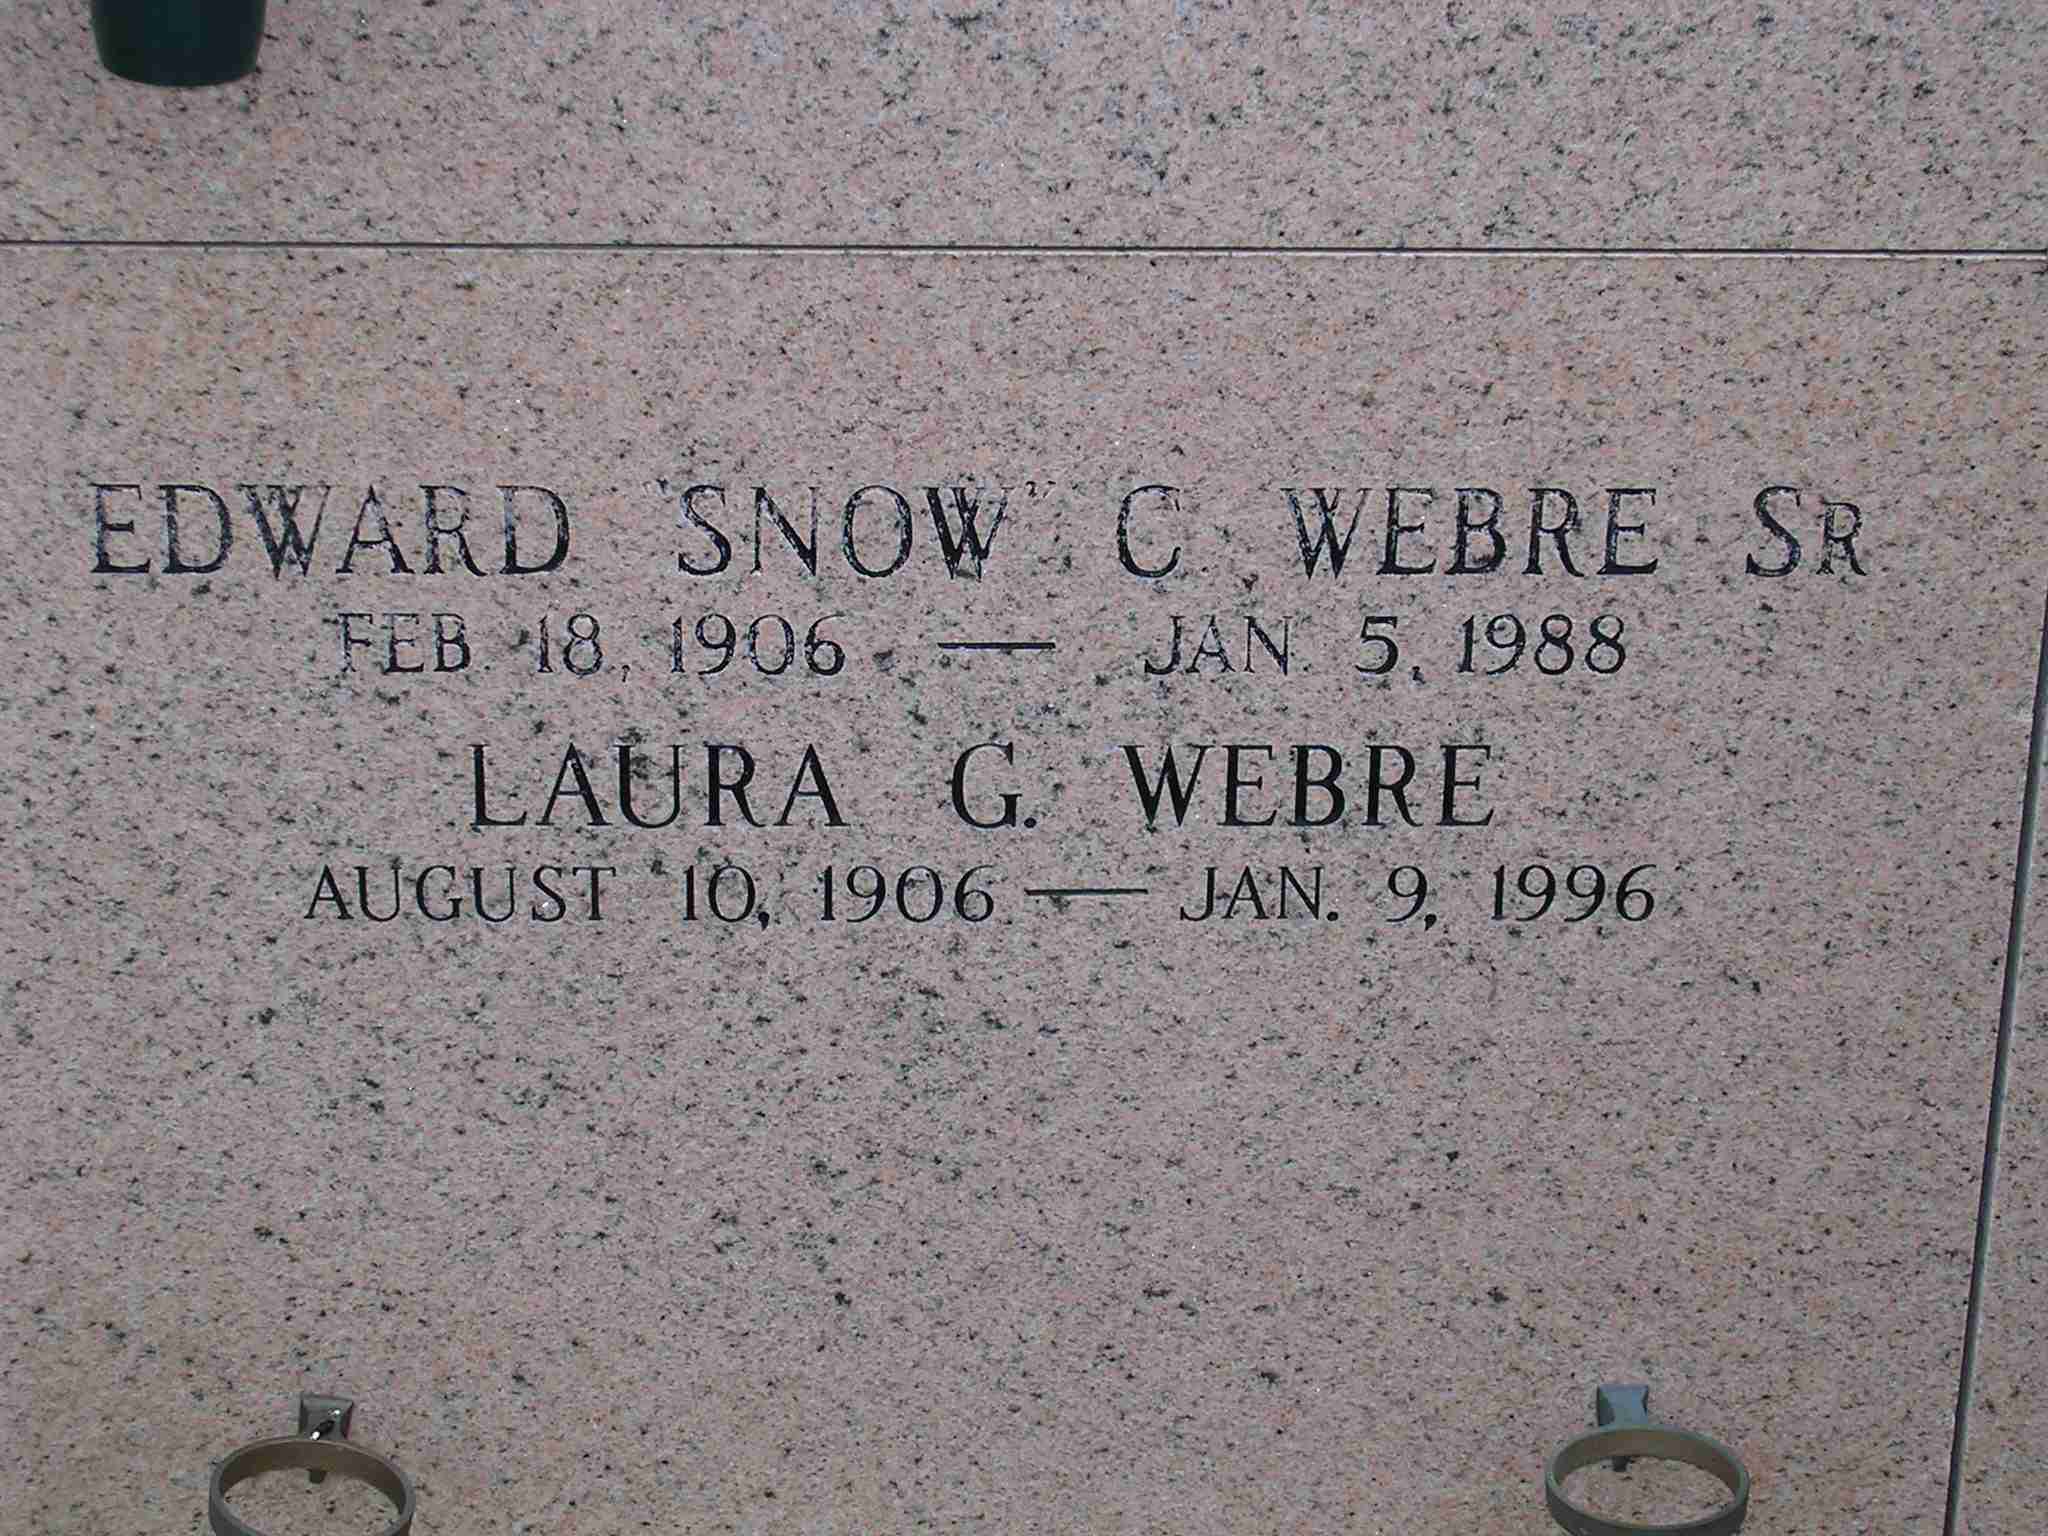 EDWARD "SNOW" C WEBRE SR
FEB. 18, 1906 — JAN. 5, 1988
LAURA G. WEBRE
AUGUST 10, 1906 — JAN. 9, 1996